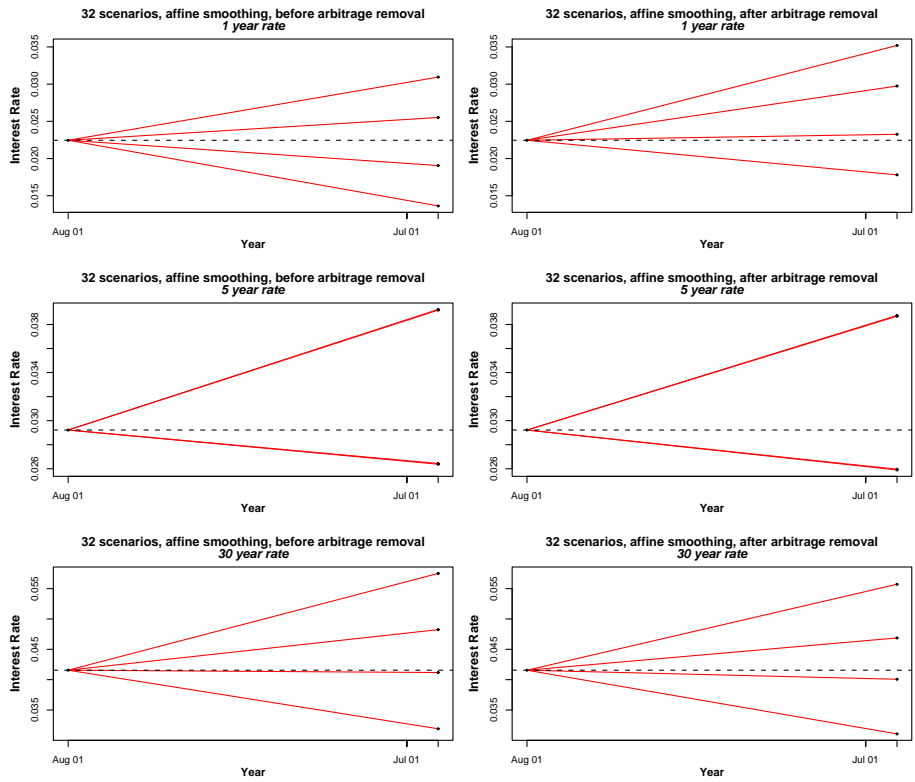 32 scenarios, affine smoothing, before arbitrage removal
1 year rate
Interest Rate
0.035
0.030
0.025
0.020
0.015
Aug 01
Jul 01
Year
32 scenarios, affine smoothing, after arbitrage removal
1 year rate
Interest Rate
0.035
0.030
0.025
0.020
0.015
Aug 01
Jul 01
Year
32 scenarios, affine smoothing, before arbitrage removal
5 year rate
Interest Rate
0.038
0.034
0.030
0.026
Aug 01
Jul 01
Year
32 scenarios, affine smoothing, after arbitrage removal
5 year rate
Interest Rate
0.038
0.034
0.030
0.026
Aug 01
Jul 01
Year
32 scenarios, affine smoothing, before arbitrage removal
30 year rate
Interest Rate
0.055
0.045
0.035
Aug 01
Jul 01
Year
32 scenarios, affine smoothing, after arbitrage removal
30 year rate
Interest Rate
0.055
0.045
0.035
Aug 01
Jul 01
Year